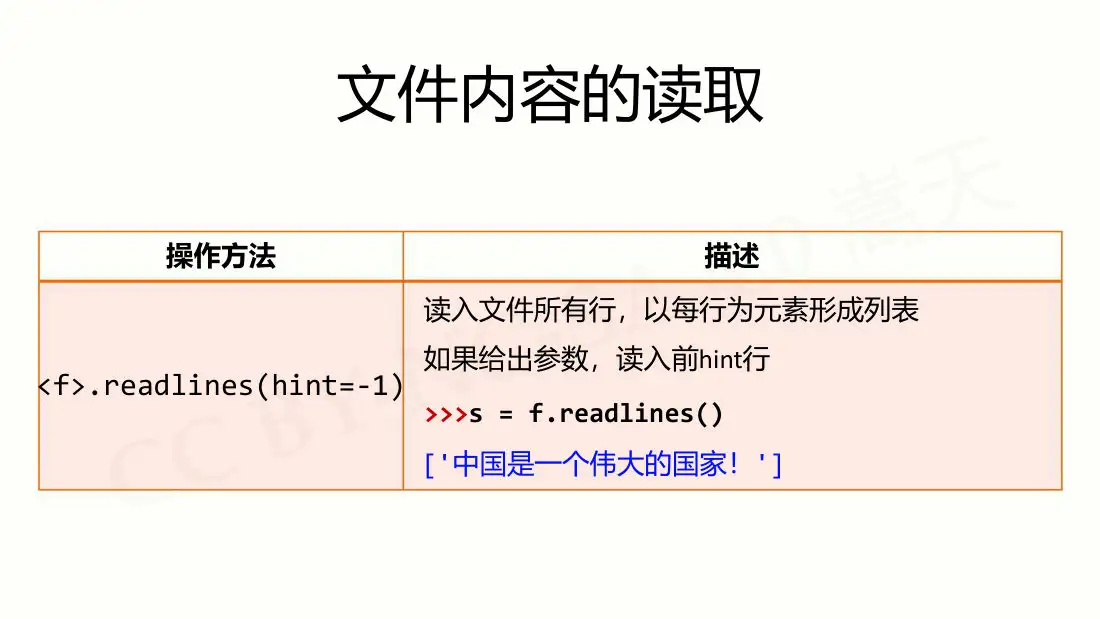 文件内容的读取
操作方法
描述
<f>.readlines(hint=-1)
读入文件所有行，以每行为元素形成列表
如果给出参数，读入前hint行
>>>s = f.readlines()
['中国是一个伟大的国家！']